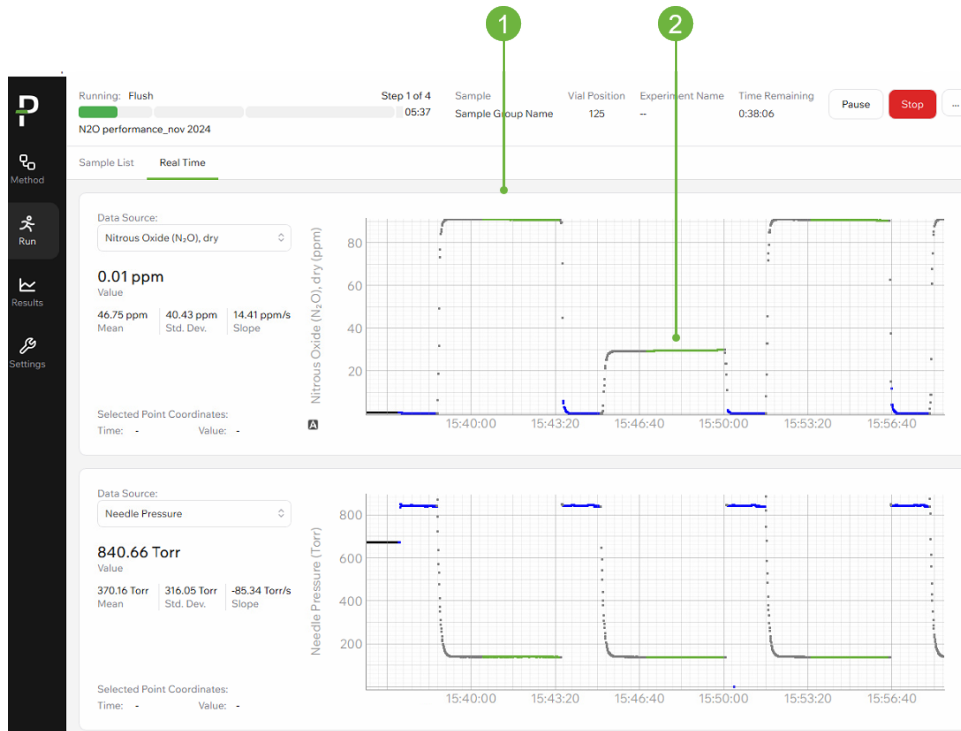 1
2
Running: Flush
Step 1 of 4
05:37
N2O performance_nov 2024
Sample
Sample Group Name
Vial Position
125
Experiment Name
--
Time Remaining
0:38:06
Pause
Stop
...
Method
Run
Results
Settings
Sample List
Real Time
Data Source:
Nitrous Oxide (N₂O), dry
0.01 ppm
Value
46.75 ppm
Mean
40.43 ppm
Std. Dev.
14.41 ppm/s
Slope
Selected Point Coordinates:
Time: - Value: -
Nitrous Oxide (N₂O), dry (ppm)
80
60
40
20
A
15:40:00 15:43:20 15:46:40 15:50:00 15:53:20 15:56:40
Data Source:
Needle Pressure
840.66 Torr
Value
370.16 Torr
Mean
316.05 Torr
Std. Dev.
-85.34 Torr/s
Slope
Selected Point Coordinates:
Time: - Value: -
Needle Pressure (Torr)
800
600
400
200
15:40:00 15:43:20 15:46:40 15:50:00 15:53:20 15:56:40